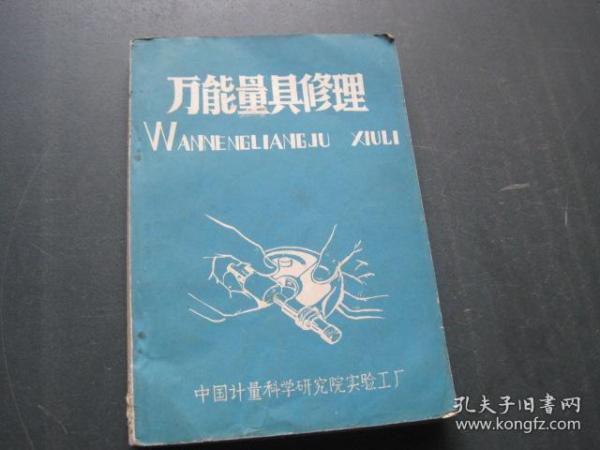 万能量具修理
WANNENGLIANGJU XIULI
中国计量科学研究院实验工厂
孔夫子旧书网
www.kongfz.com